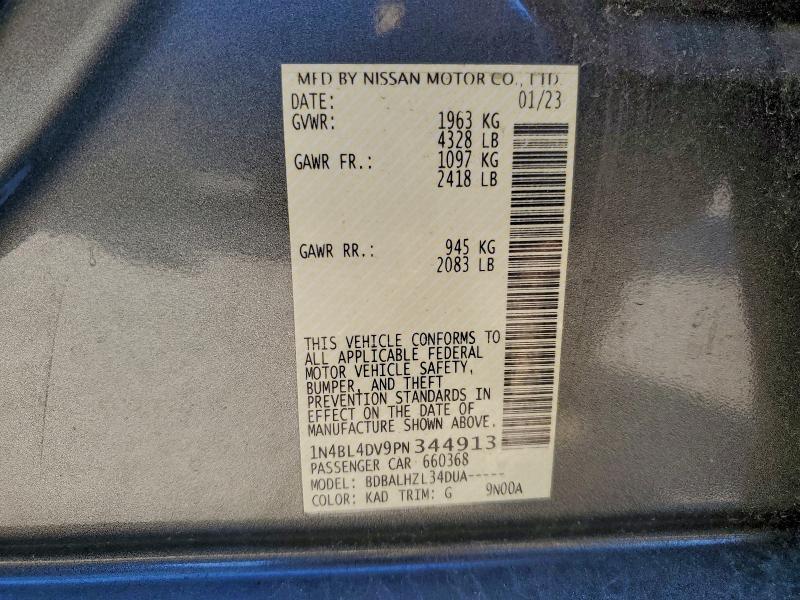 MFD BY NISSAN MOTOR CO., LTD.
DATE: 01/23
GVWR: 1963 KG
4328 LB
GAWR FR.: 1097 KG
2418 LB
GAWR RR.: 945 KG
2083 LB
THIS VEHICLE CONFORMS TO
ALL APPLICABLE FEDERAL
MOTOR VEHICLE SAFETY,
BUMPER, AND THEFT
PREVENTION STANDARDS IN
EFFECT ON THE DATE OF
MANUFACTURE SHOWN ABOVE.
1N4BL4DV9PN344913
PASSENGER CAR 660368
MODEL: BDBALHZL34DUA-----
COLOR: KAD TRIM: G 9N00A